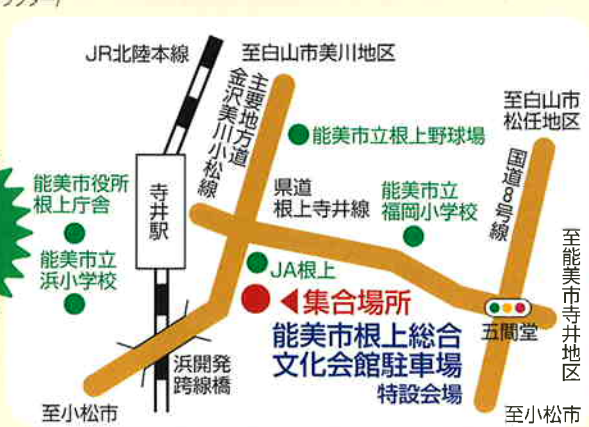 JR北陸本線
至白山市美川地区
主要地方道
金沢美川小松線
至白山市
松任地区
能美市立根上野球場
国道8号線
能美市役所
根上庁舎
寺井駅
県道
根上寺井線
能美市立
福岡小学校
能美市立
浜小学校
JA根上
至能美市寺井地区
◀集合場所
能美市根上総合
文化会館駐車場
特設会場
五間堂
浜開発
跨線橋
至小松市
至小松市